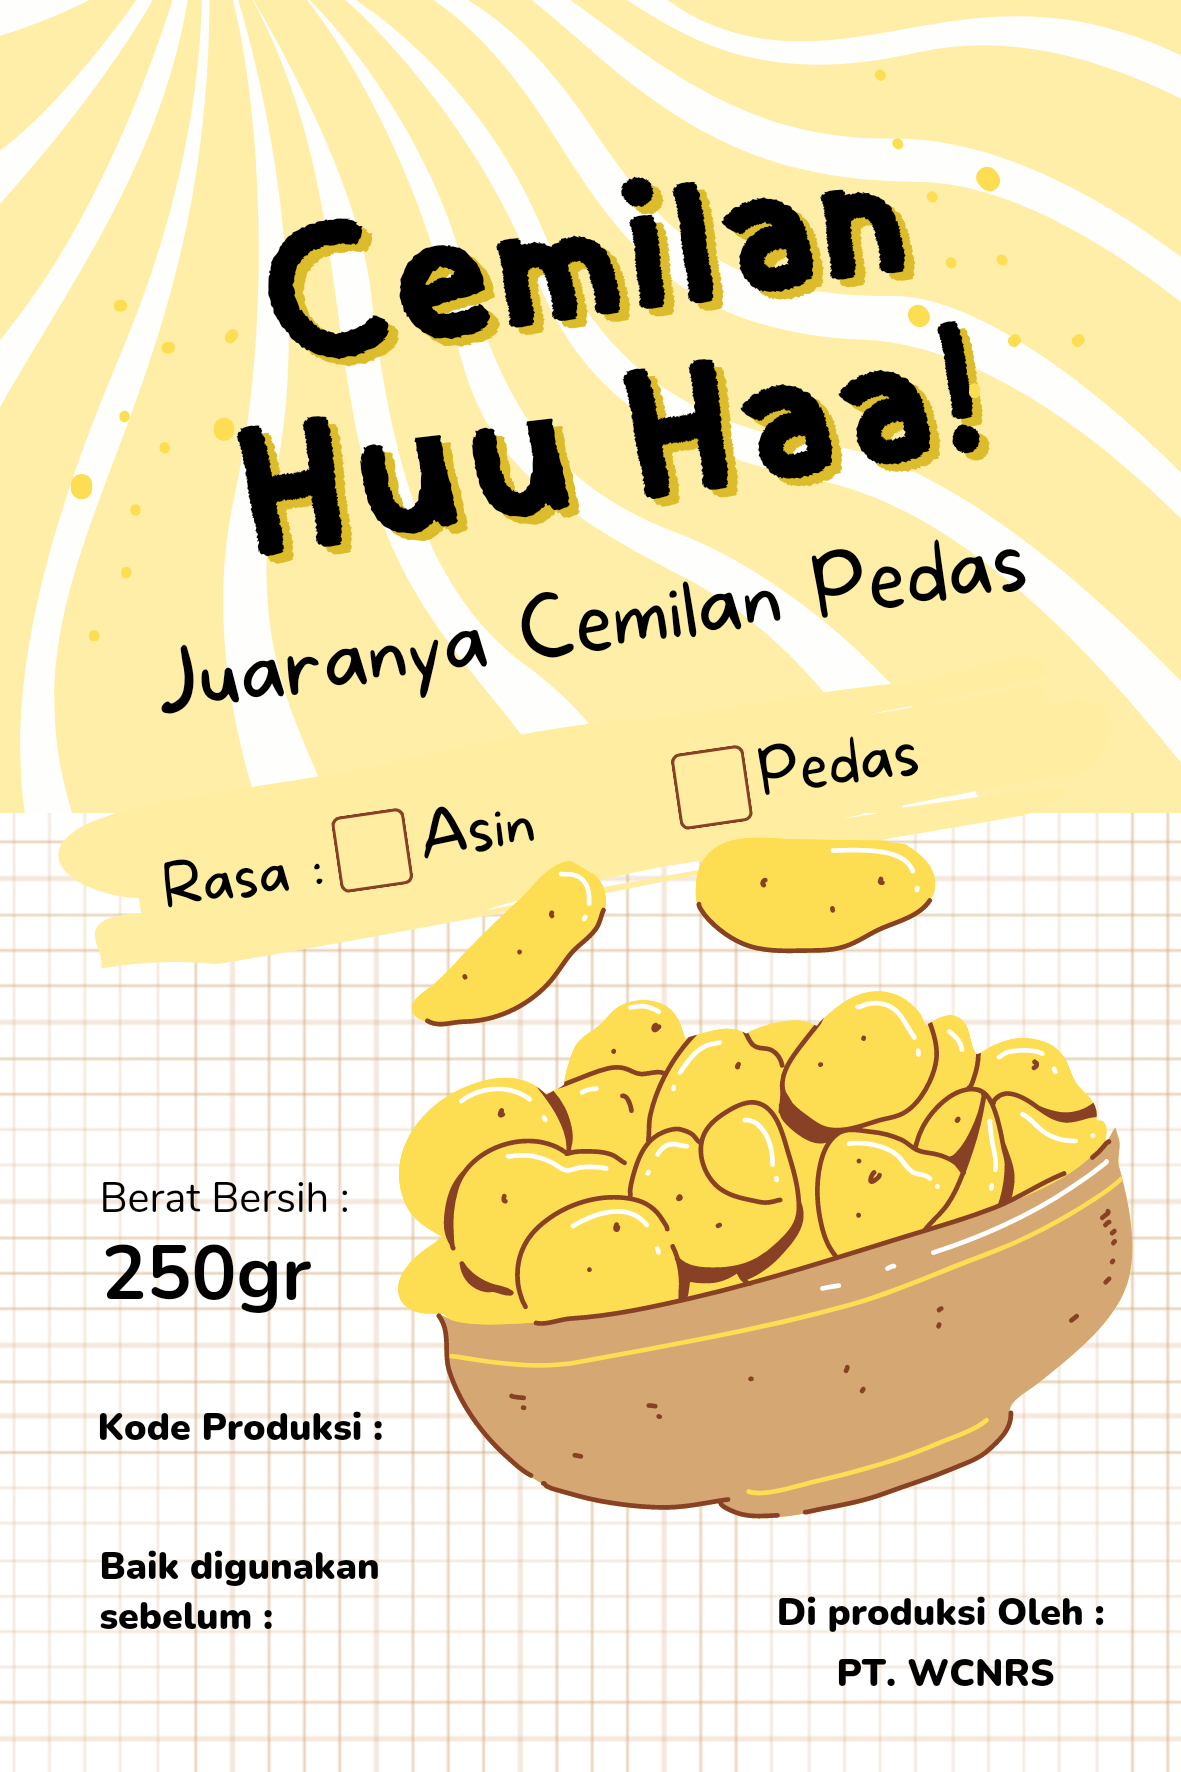 Cemilan
Huu Haa!
Juaranya Cemilan Pedas
Rasa : Asin Pedas
Berat Bersih :
250gr
Kode Produksi :
Baik digunakan
sebelum :
Di produksi Oleh :
PT. WCNRS